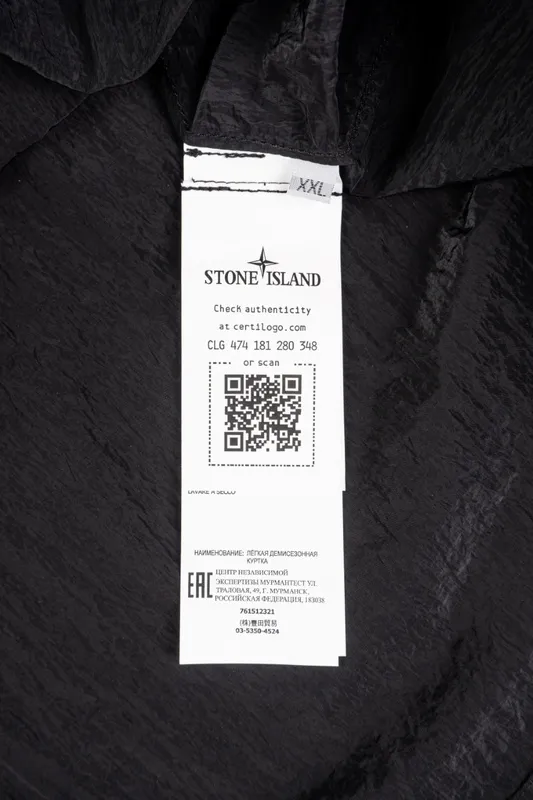 XXL
STONE ISLAND
Check authenticity
at certilogo.com
CLG 474 181 280 348
or scan
LAVARE A SECCO
НАИМЕНОВАНИЕ: ЛЁГКАЯ ДЕМИСЕЗОННАЯ
КУРТКА
EAC
ЦЕНТР НЕЗАВИСИМОЙ
ЭКСПЕРТИЗЫ МУРМАНТЕСТ УЛ.
ТРАЛОВАЯ, 49, Г. МУРМАНСК,
РОССИЙСКАЯ ФЕДЕРАЦИЯ, 183038
761512321
(株)豊田貿易
03-5350-4524